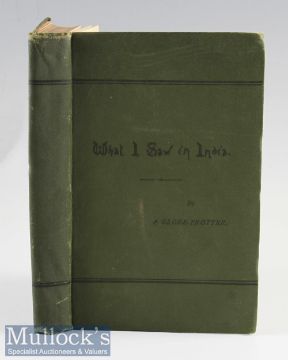 What I Saw in India.
By
A GLOBE-TROTTER.
Mullock's
Specialist Auctioneers & Valuers